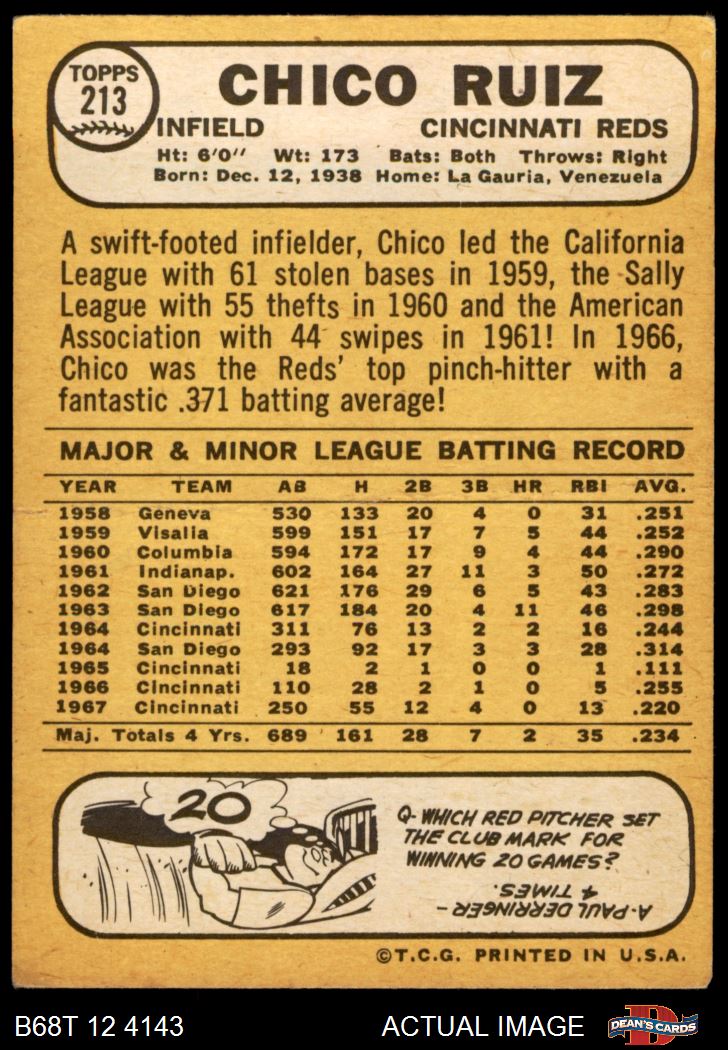 TOPPS
213
CHICO RUIZ
INFIELD CINCINNATI REDS
Ht: 6'0" Wt: 173 Bats: Both Throws: Right
Born: Dec. 12, 1938 Home: La Gauria, Venezuela
A swift-footed infielder, Chico led the California
League with 61 stolen bases in 1959, the Sally
League with 55 thefts in 1960 and the American
Association with 44 swipes in 1961! In 1966,
Chico was the Reds' top pinch-hitter with a
fantastic .371 batting average!
MAJOR & MINOR LEAGUE BATTING RECORD
YEAR TEAM AB H 2B 3B HR RBI AVG.
1958 Geneva 530 133 20 4 0 31 .251
1959 Visalia 599 151 17 7 5 44 .252
1960 Columbia 594 172 17 9 4 44 .290
1961 Indianap. 602 164 27 11 3 50 .272
1962 San Diego 621 176 29 6 5 43 .283
1963 San Diego 617 184 20 4 11 46 .298
1964 Cincinnati 311 76 13 2 2 16 .244
1964 San Diego 293 92 17 3 3 28 .314
1965 Cincinnati 18 2 1 0 0 1 .111
1966 Cincinnati 110 28 2 1 0 5 .255
1967 Cincinnati 250 55 12 4 0 13 .220
Maj. Totals 4 Yrs. 689 161 28 7 2 35 .234
20
Q-WHICH RED PITCHER SET
THE CLUB MARK FOR
WINNING 20 GAMES?
A-PAUL DERRINGER-
4 TIMES.
©T.C.G. PRINTED IN U.S.A.
B68T 12 4143 ACTUAL IMAGE D DEAN'S CARDS